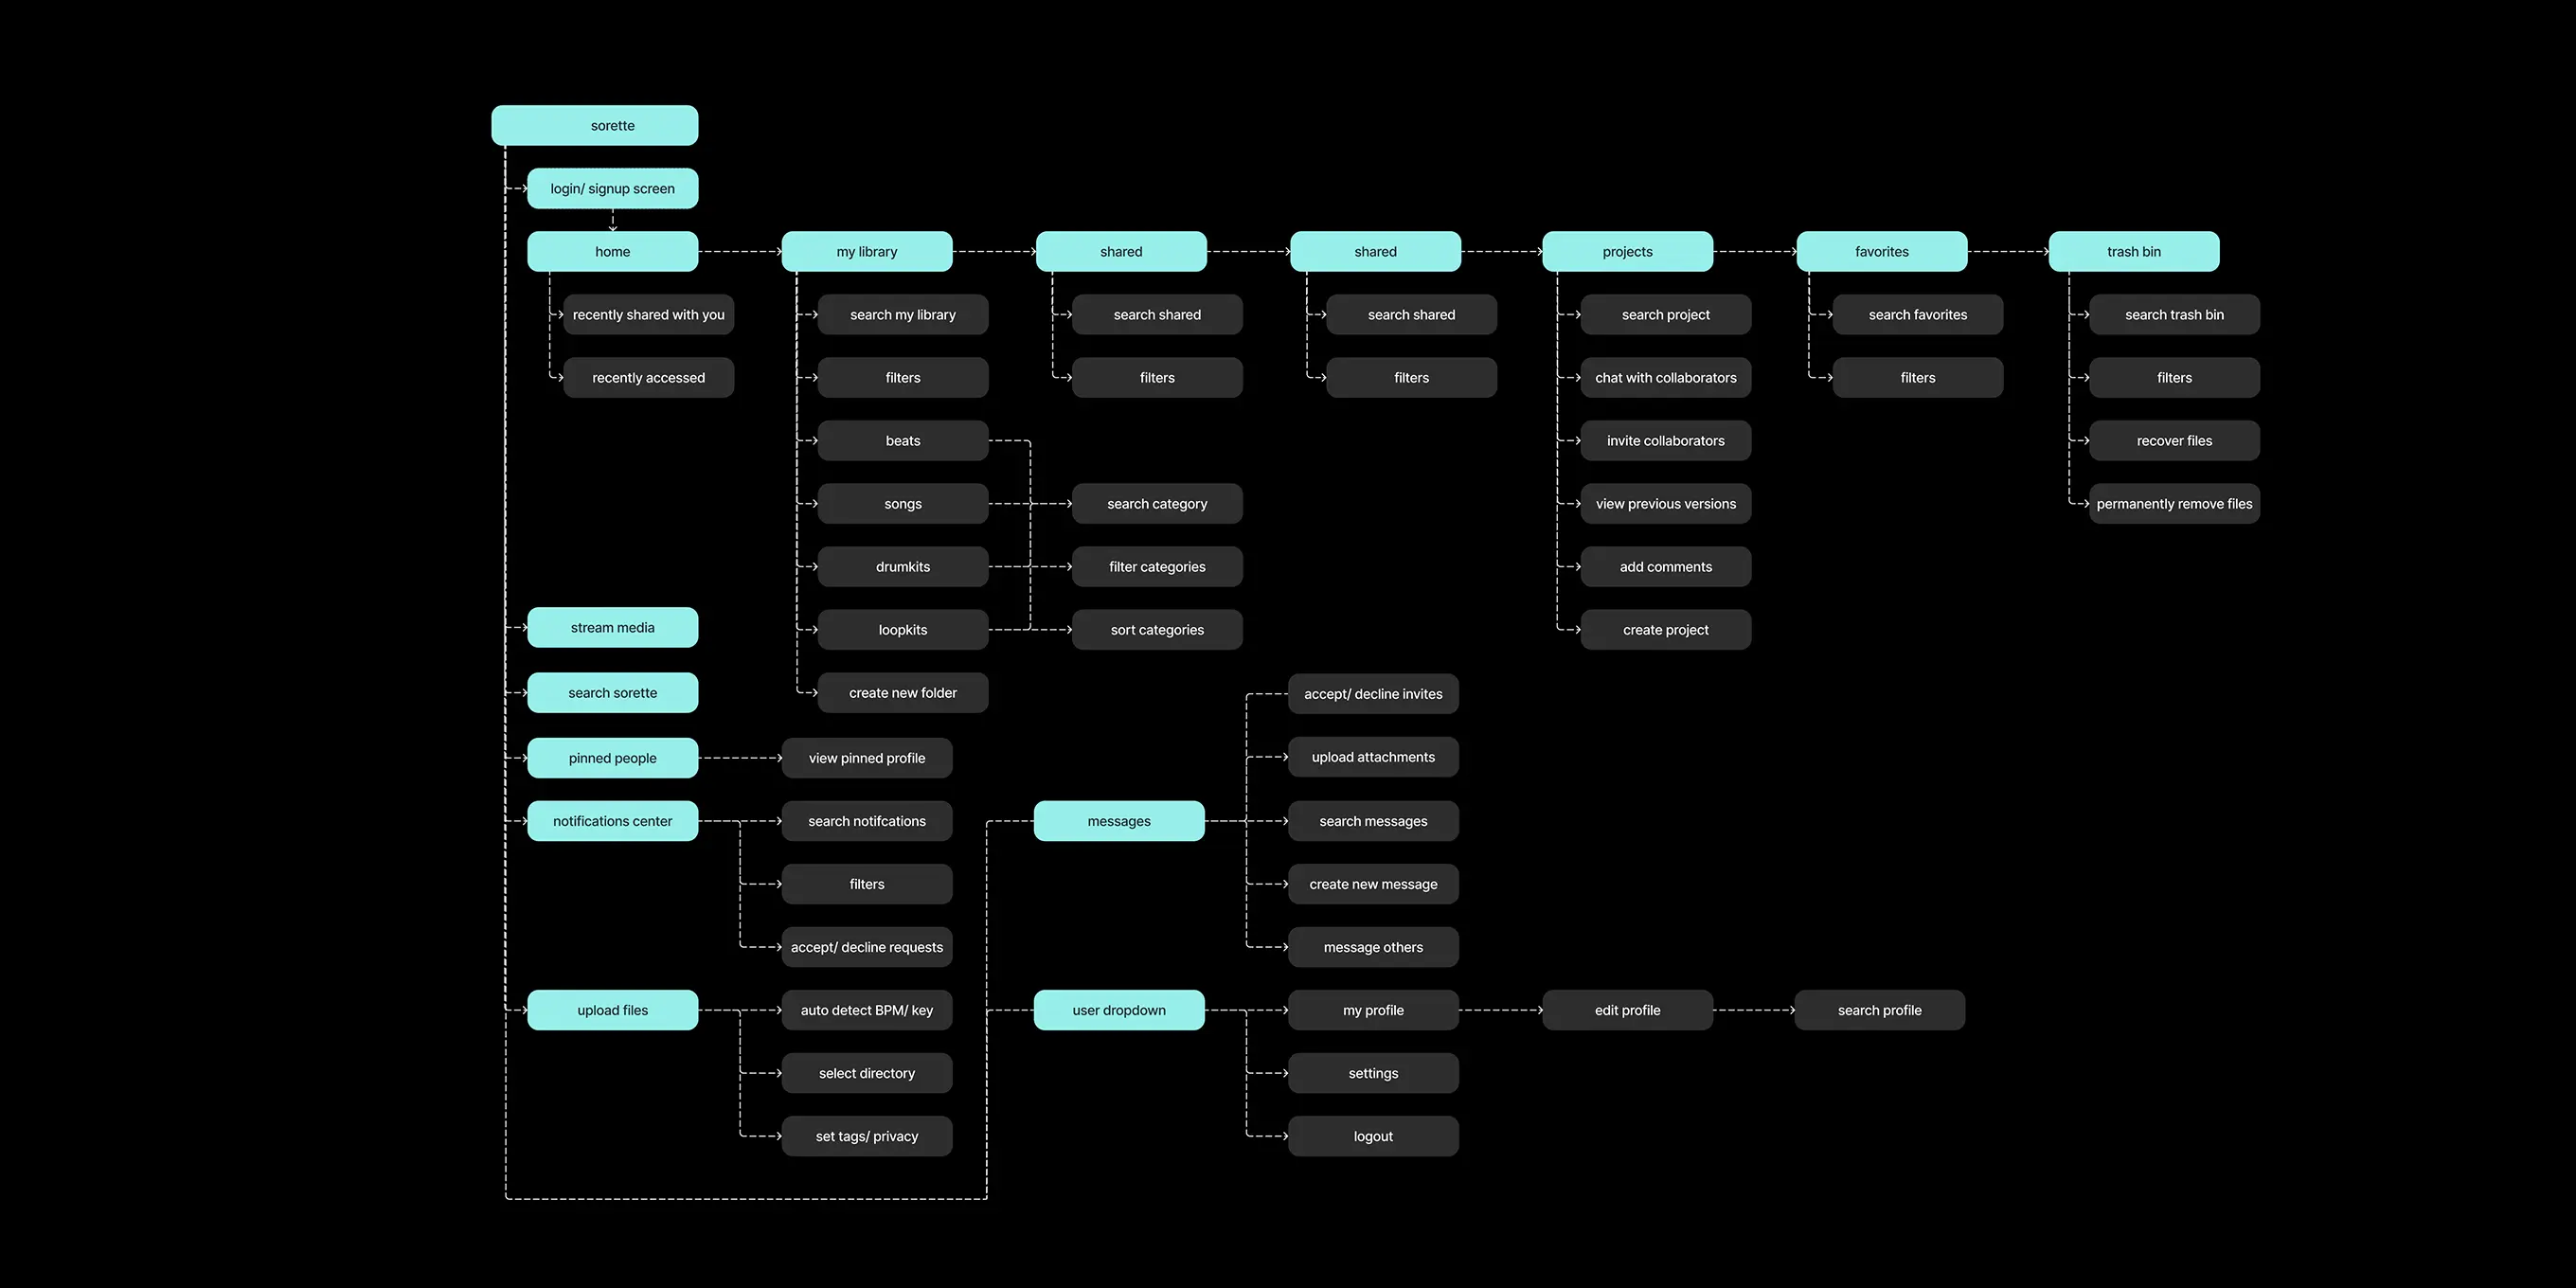 sorette
login/ signup screen
home
my library
shared
shared
projects
favorites
trash bin
recently shared with you
search my library
search shared
search shared
search project
search favorites
search trash bin
recently accessed
filters
filters
filters
chat with collaborators
filters
filters
beats
invite collaborators
recover files
songs
search category
view previous versions
permanently remove files
drumkits
filter categories
add comments
stream media
loopkits
sort categories
create project
search sorette
create new folder
accept/ decline invites
pinned people
view pinned profile
upload attachments
notifications center
search notifcations
messages
search messages
filters
create new message
accept/ decline requests
message others
upload files
auto detect BPM/ key
user dropdown
my profile
edit profile
search profile
select directory
settings
set tags/ privacy
logout